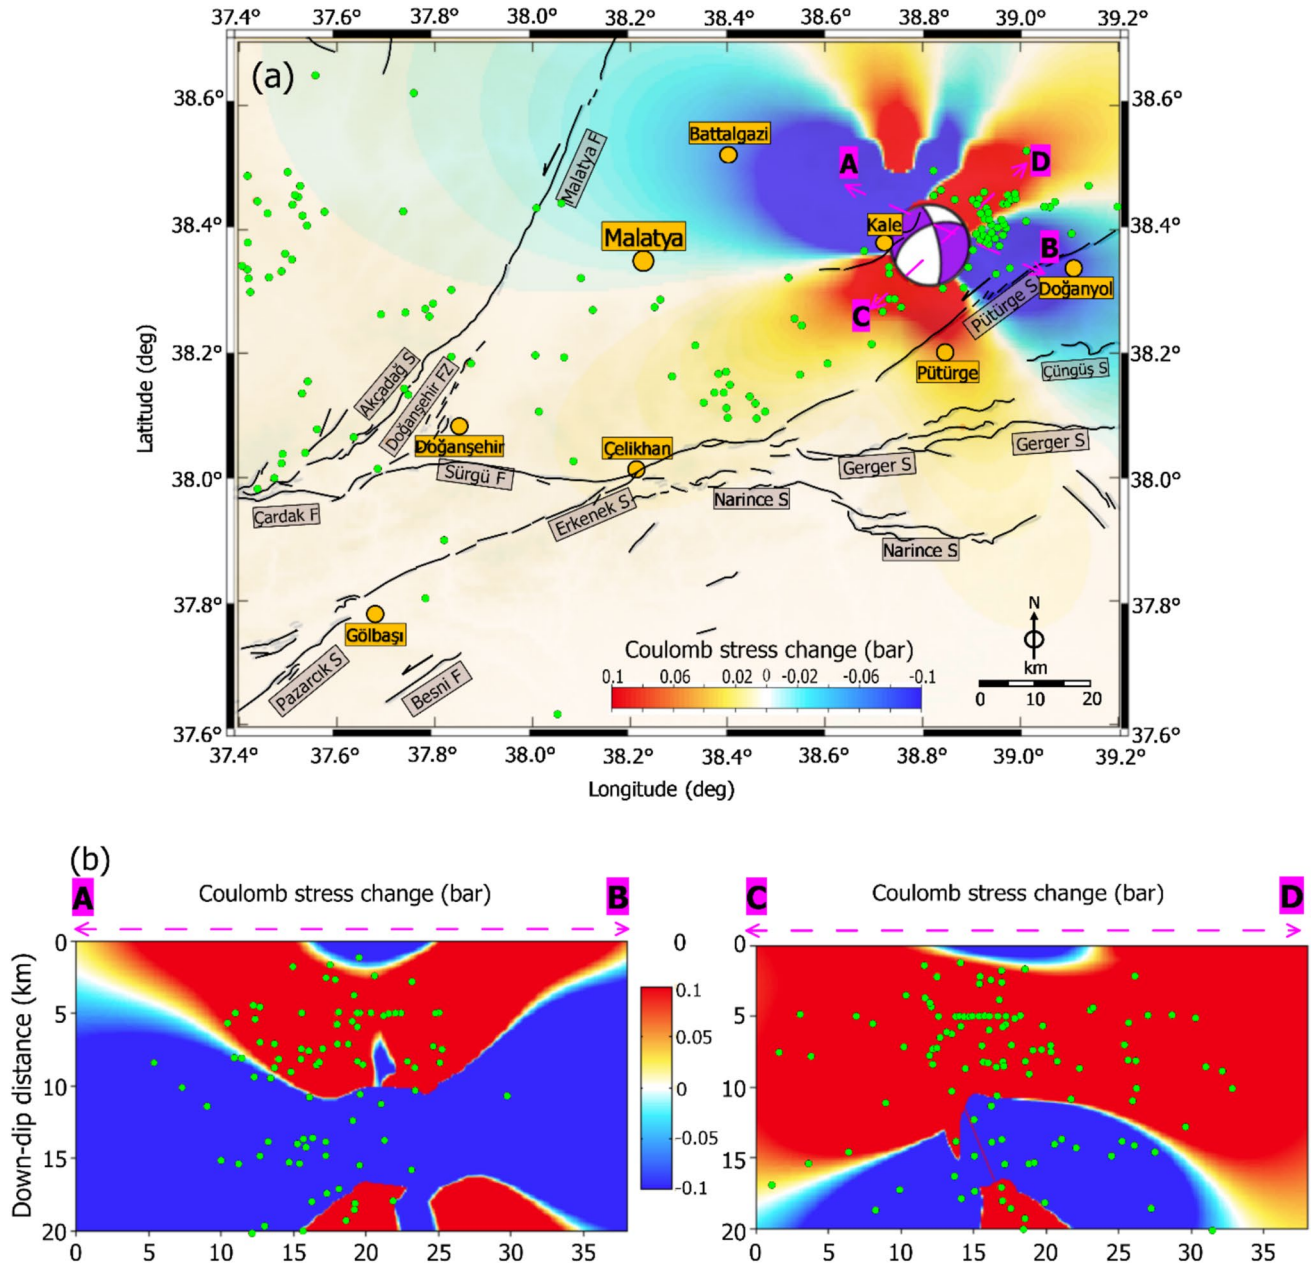 37.4° 37.6° 37.8° 38.0° 38.2° 38.4° 38.6° 38.8° 39.0° 39.2°
(a)
38.6° 38.6°
Battalgazi
Malatya F
A D
38.4° 38.4°
Kale
Malatya
B
Doğanyol
Pütürge S
C
38.2° 38.2°
Akçadağ S
Doğanşehir FZ
Pütürge
Çüngüş S
Doğanşehir
Çelikhan
Gerger S
Gerger S
Sürgü F
38.0° 38.0°
Çardak F
Erkenek S
Narince S
Narince S
37.8° 37.8°
Gölbaşı
Pazarcık S
Besni F
N
Coulomb stress change (bar)
0.1 0.06 0.02 0 -0.02 -0.06 -0.1
km
0 10 20
37.6° 37.6°
37.4° 37.6° 37.8° 38.0° 38.2° 38.4° 38.6° 38.8° 39.0° 39.2°
Latitude (deg)
Longitude (deg)
(b)
A Coulomb stress change (bar) B
C Coulomb stress change (bar) D
Down-dip distance (km)
0
5
10
15
20
0 5 10 15 20 25 30 35
0
0.1
0.05
0
-0.05
-0.1
0
5
10
15
20
0 5 10 15 20 25 30 35